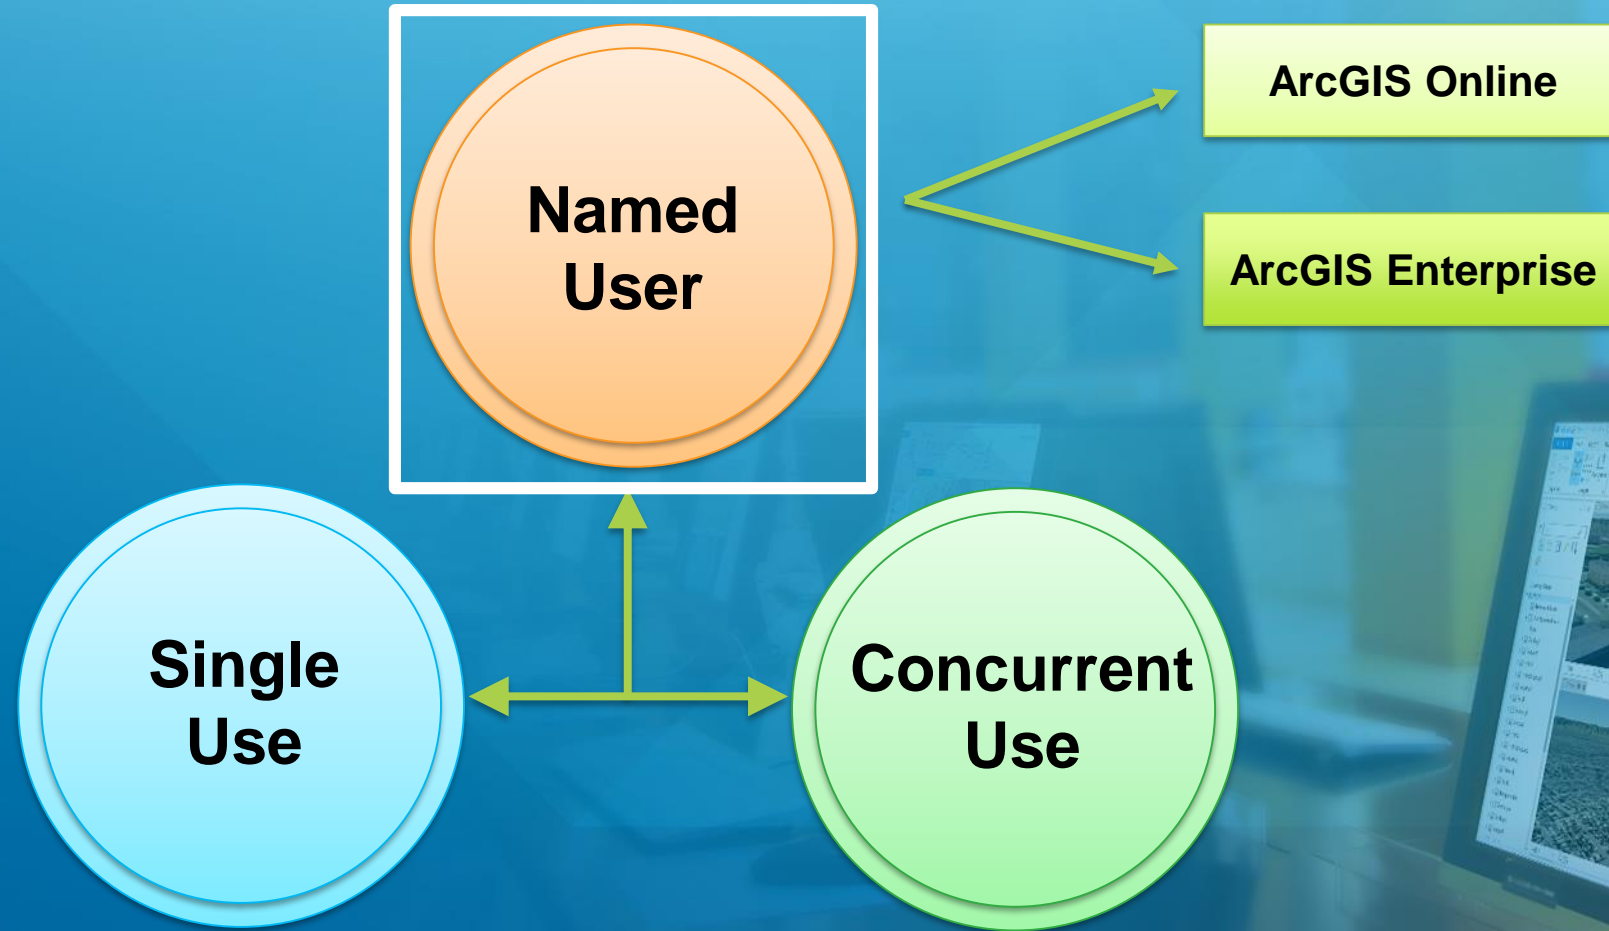 Named
User
ArcGIS Online
ArcGIS Enterprise
Single
Use
Concurrent
Use